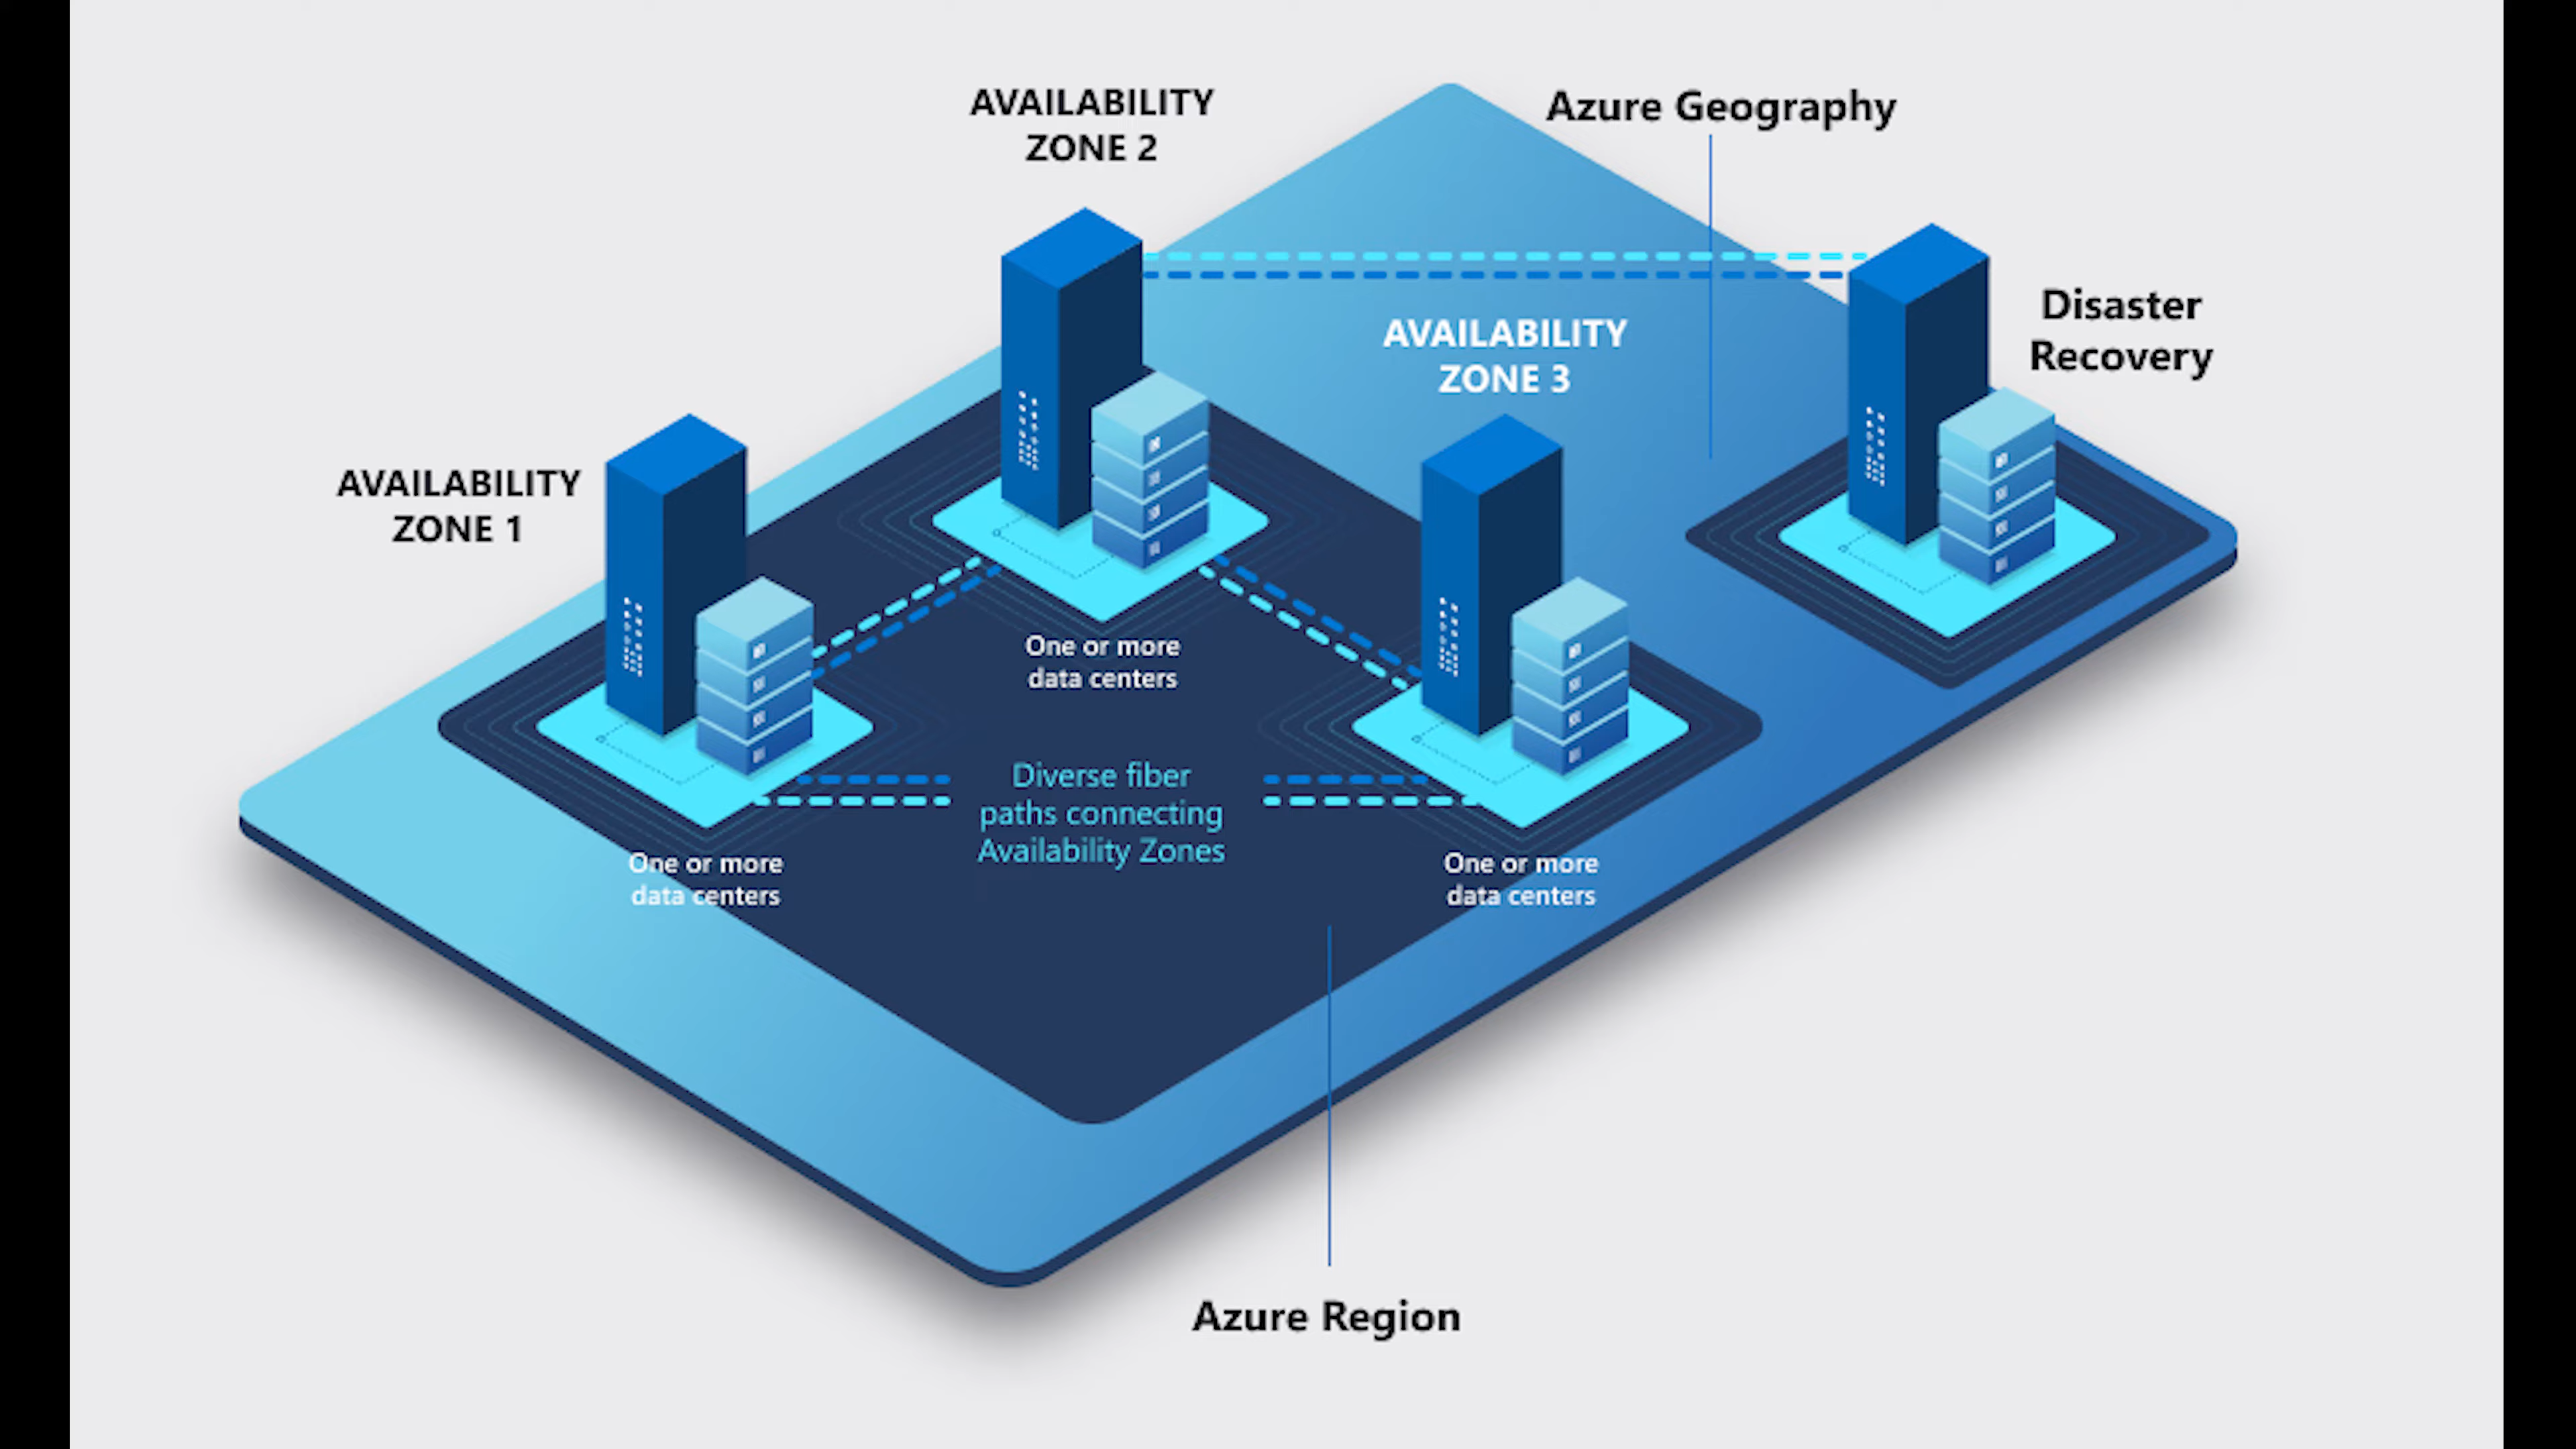 AVAILABILITY
ZONE 2
Azure Geography
Disaster
Recovery
AVAILABILITY
ZONE 3
AVAILABILITY
ZONE 1
One or more
data centers
Diverse fiber
paths connecting
Availability Zones
One or more
data centers
One or more
data centers
Azure Region